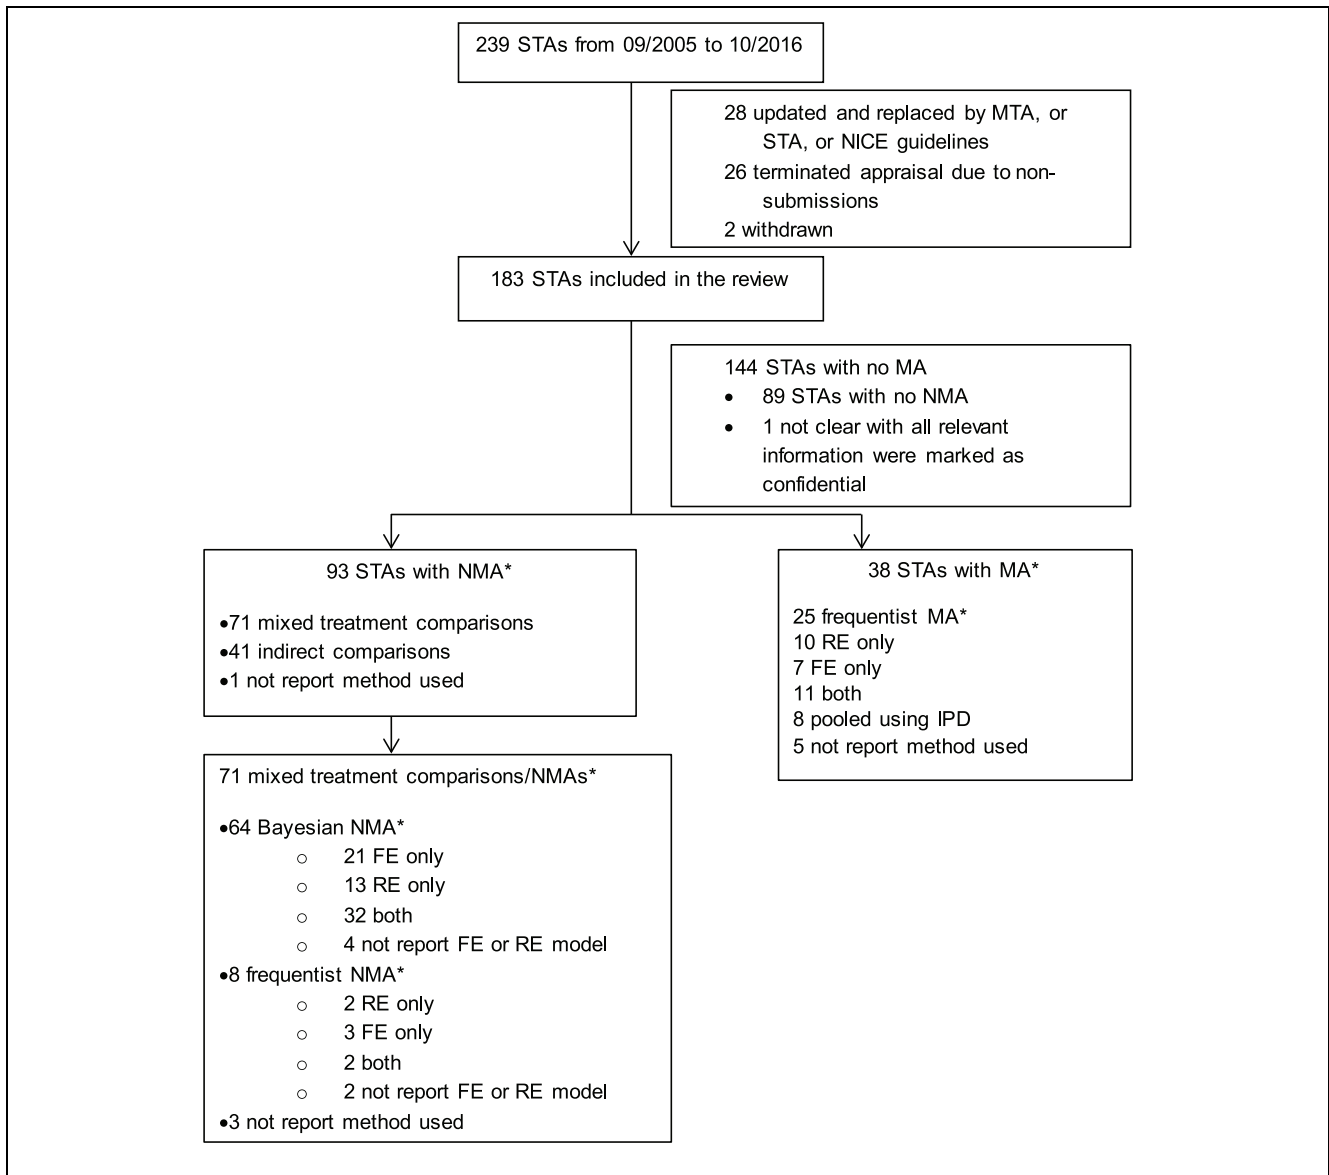 239 STAs from 09/2005 to 10/2016
28 updated and replaced by MTA, or
STA, or NICE guidelines
26 terminated appraisal due to non-
submissions
2 withdrawn
183 STAs included in the review
144 STAs with no MA
• 89 STAs with no NMA
• 1 not clear with all relevant
information were marked as
confidential
93 STAs with NMA*
•71 mixed treatment comparisons
•41 indirect comparisons
•1 not report method used
38 STAs with MA*
25 frequentist MA*
10 RE only
7 FE only
11 both
8 pooled using IPD
5 not report method used
71 mixed treatment comparisons/NMAs*
•64 Bayesian NMA*
○ 21 FE only
○ 13 RE only
○ 32 both
○ 4 not report FE or RE model
•8 frequentist NMA*
○ 2 RE only
○ 3 FE only
○ 2 both
○ 2 not report FE or RE model
•3 not report method used